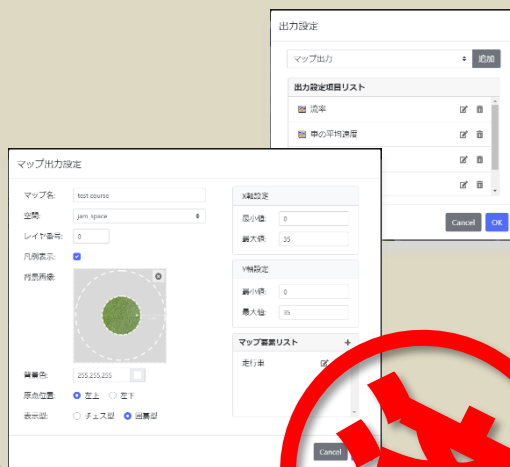 出力設定
マップ出力
追加
出力設定項目リスト
流率
車の平均速度
Cancel OK
マップ出力設定
マップ名: test course
空間: jam_space
レイヤ番号: 0
凡例表示:
背景画像:
背景色: 255,255,255
原点位置: 左上 左下
表示型: チェス型 囲碁型
X軸設定
最小値: 0
最大値: 35
Y軸設定
最小値: 0
最大値: 35
マップ要素リスト +
走行車
Cancel